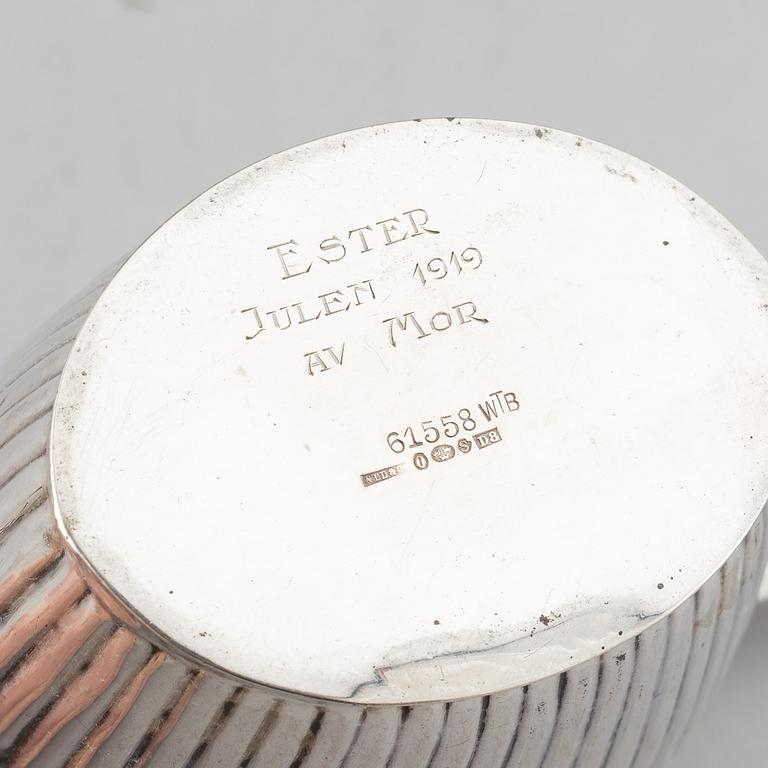 ESTER
JULEN 1919
AV MOR
61558 WTB
S D8